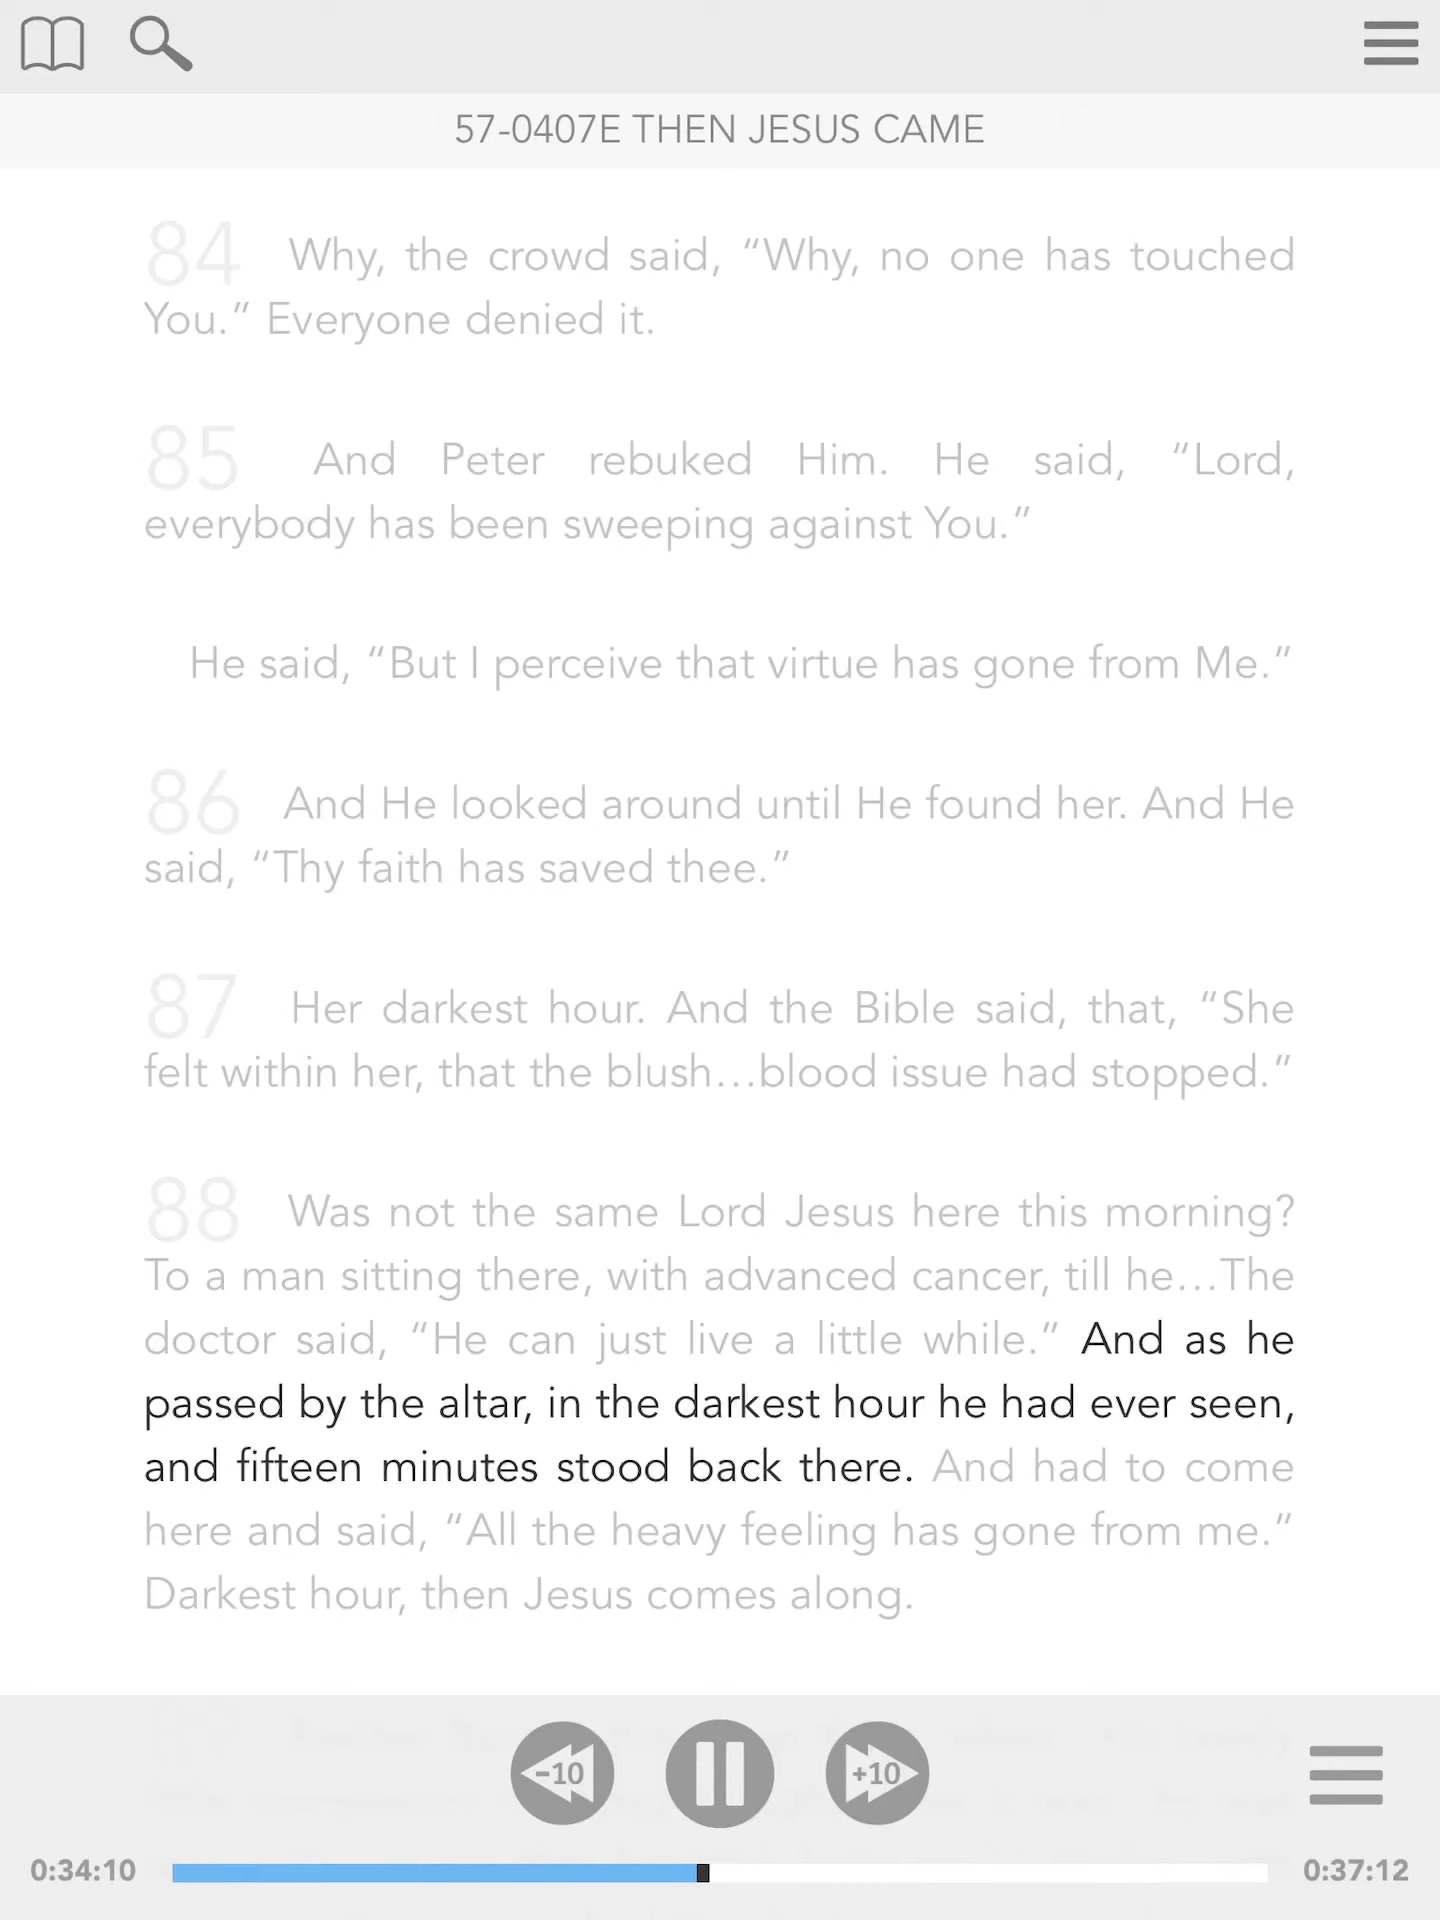 57-0407E THEN JESUS CAME
84 Why, the crowd said, “Why, no one has touched
You.” Everyone denied it.
85 And Peter rebuked Him. He said, “Lord,
everybody has been sweeping against You.”
He said, “But I perceive that virtue has gone from Me.”
86 And He looked around until He found her. And He
said, “Thy faith has saved thee.”
87 Her darkest hour. And the Bible said, that, “She
felt within her, that the blush…blood issue had stopped.”
88 Was not the same Lord Jesus here this morning?
To a man sitting there, with advanced cancer, till he…The
doctor said, “He can just live a little while.” And as he
passed by the altar, in the darkest hour he had ever seen,
and fifteen minutes stood back there. And had to come
here and said, “All the heavy feeling has gone from me.”
Darkest hour, then Jesus comes along.
-10 +10
0:34:10 0:37:12